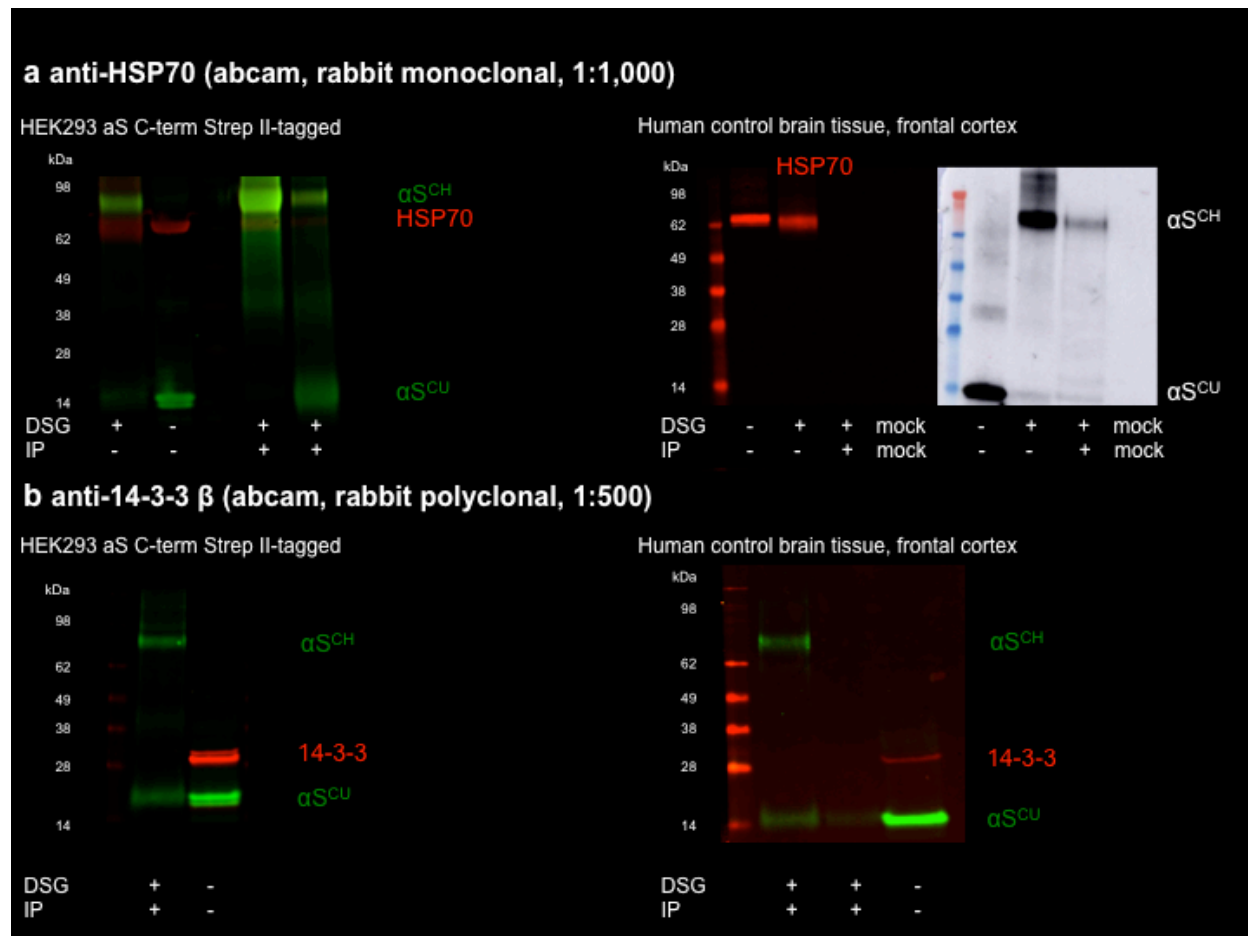 a anti-HSP70 (abcam, rabbit monoclonal, 1:1,000)
HEK293 aS C-term Strep II-tagged
kDa
98
62
49
38
28
14
αSCH
HSP70
αSCU
DSG + - + +
IP - - + +
Human control brain tissue, frontal cortex
kDa
98
62
49
38
28
14
HSP70
αSCH
αSCU
DSG - + + mock - + + mock
IP - - + mock - - + mock
b anti-14-3-3 β (abcam, rabbit polyclonal, 1:500)
HEK293 aS C-term Strep II-tagged
kDa
98
62
49
38
28
14
αSCH
14-3-3
αSCU
DSG + -
IP + -
Human control brain tissue, frontal cortex
kDa
98
62
49
38
28
14
αSCH
14-3-3
αSCU
DSG + + -
IP + + -